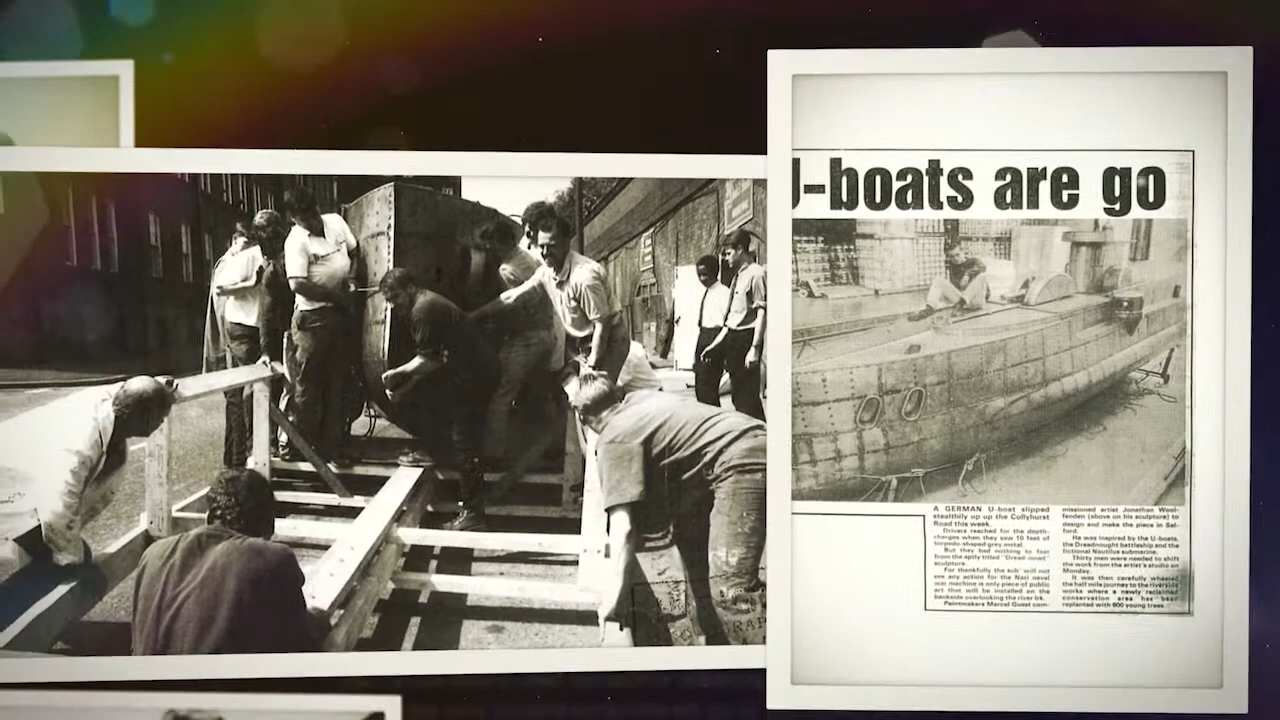 U-boats are go
A GERMAN U-boat slipped
stealthily up up the Collyhurst
Road this week.
Drivers reached for the depth-
charges when they saw 10 feet of
torpedo-shaped grey metal.
But they had nothing to fear
from the aptly titled "Dread-nowt"
sculpture.
For thankfully the sub will not
see any action for the Nazi naval
war machine is only piece of public
art that will be installed on the
bankside overlooking the river Irk.
Paintmakers Marcel Guest com-
missioned artist Jonathan Wool-
fenden (above on his sculpture) to
design and make the piece in Sal-
ford.
He was inspired by the U-boats,
the Dreadnought battleship and the
fictional Nautilus submarine.
Thirty men were needed to shift
the work from the artist's studio on
Monday.
It was then carefully wheeled
the half mile journey to the riverside
works where a newly reclaimed
conservation area has been
replanted with 800 young trees.